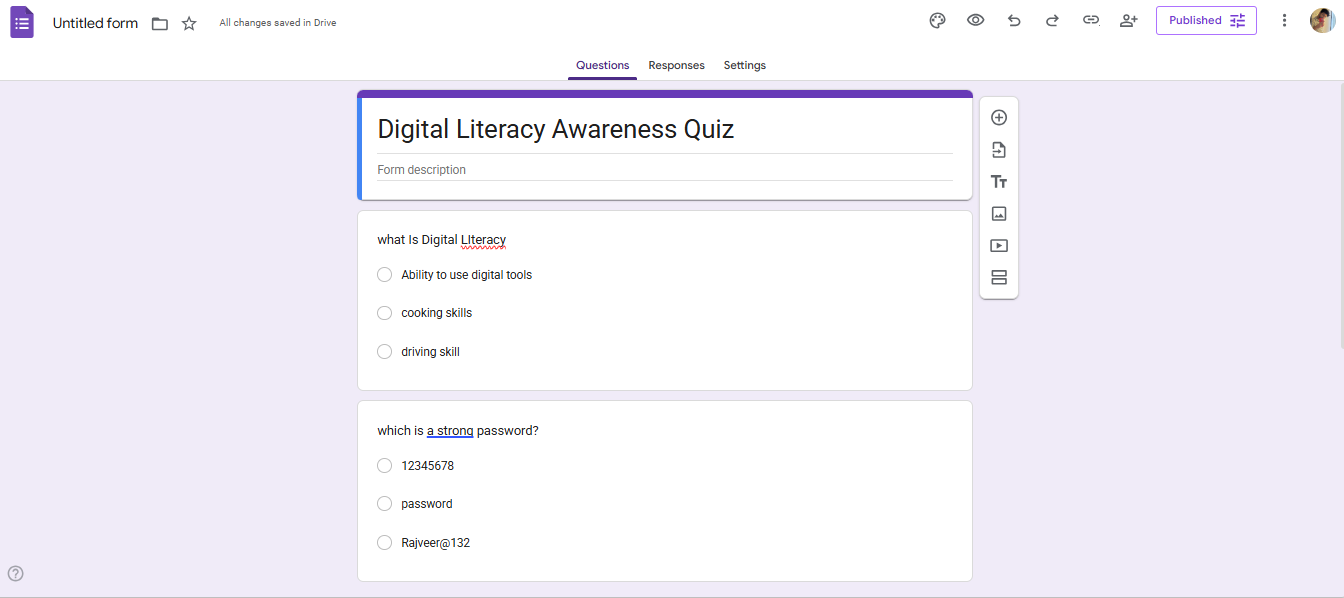 Untitled form
All changes saved in Drive
Published
Questions
Responses
Settings
Digital Literacy Awareness Quiz
Form description
what Is Digital LIteracy
Ability to use digital tools
cooking skills
driving skill
which is a strong password?
12345678
password
Rajveer@132